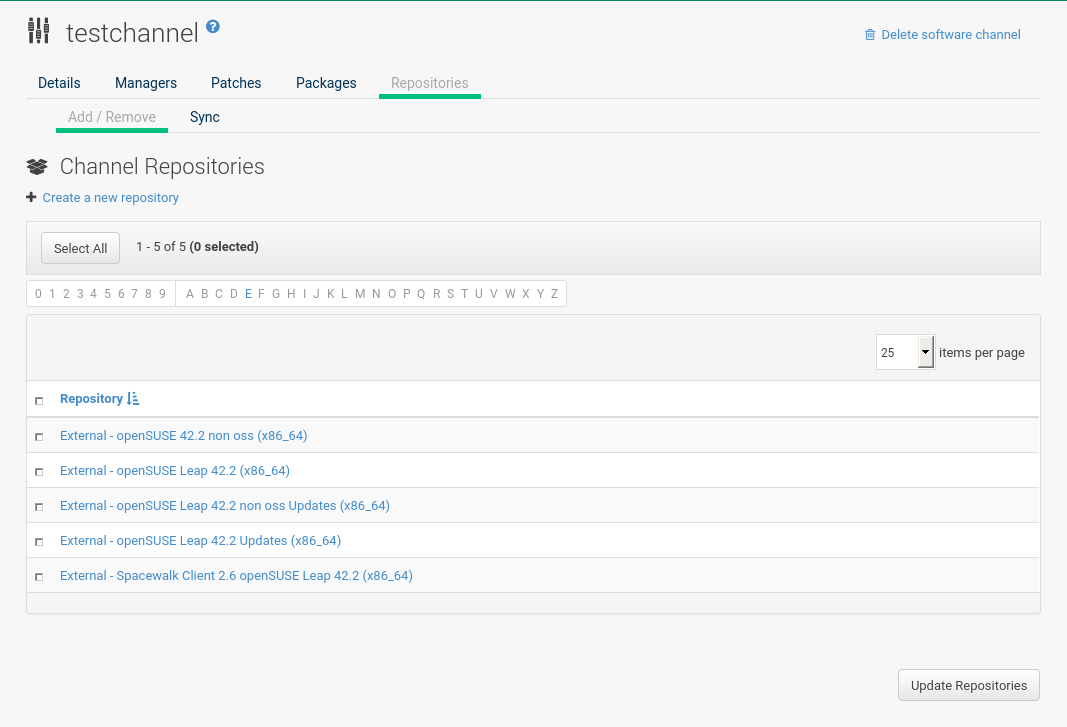 testchannel ?
Delete software channel
Details Managers Patches Packages Repositories
Add / Remove Sync
Channel Repositories
Create a new repository
Select All 1 - 5 of 5 (0 selected)
0 1 2 3 4 5 6 7 8 9 A B C D E F G H I J K L M N O P Q R S T U V W X Y Z
25 items per page
Repository
External - openSUSE 42.2 non oss (x86_64)
External - openSUSE Leap 42.2 (x86_64)
External - openSUSE Leap 42.2 non oss Updates (x86_64)
External - openSUSE Leap 42.2 Updates (x86_64)
External - Spacewalk Client 2.6 openSUSE Leap 42.2 (x86_64)
Update Repositories